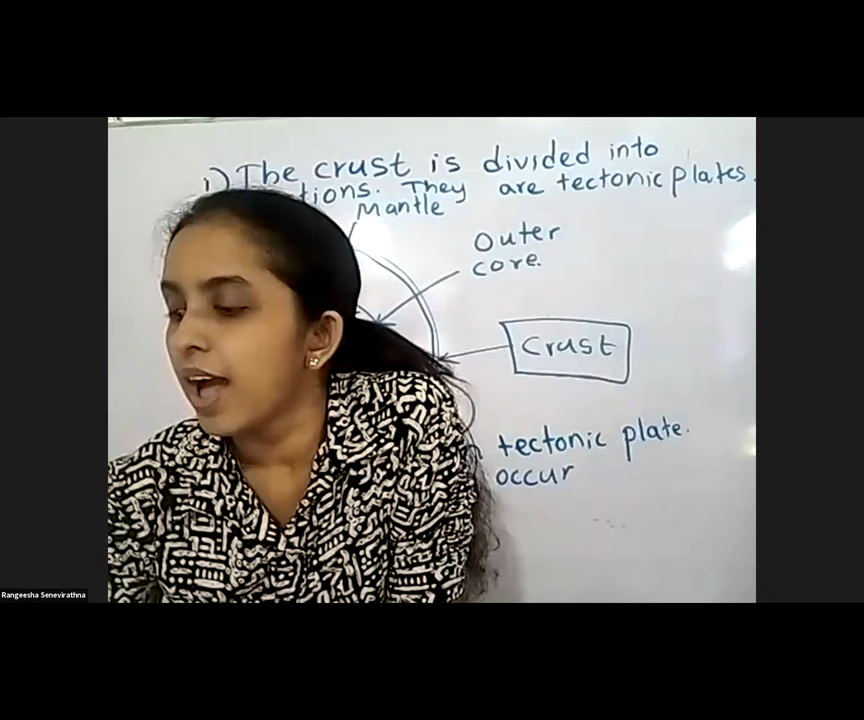 1) The crust is divided into
tions. They are tectonic plates.
Mantle
Outer
core.
Crust
tectonic plate.
occur
Rangeesha Senevirathna